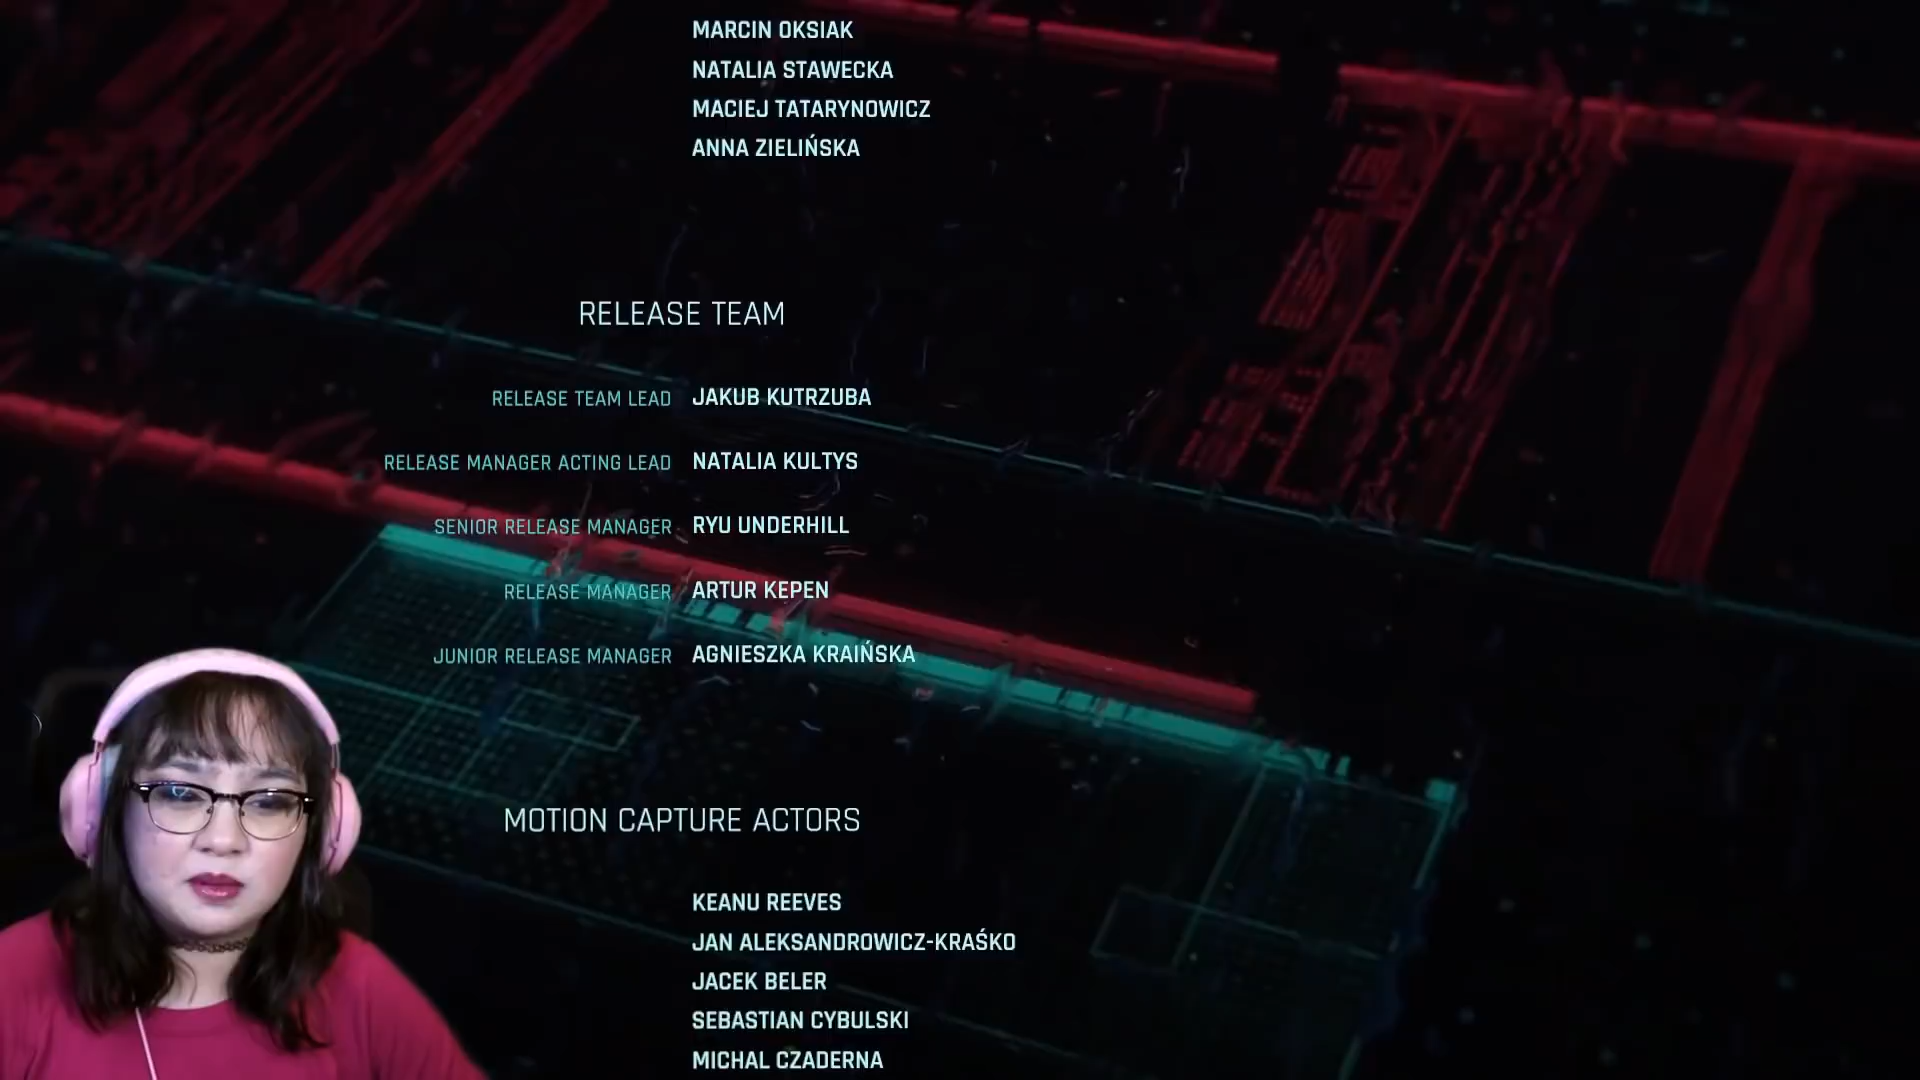 MARCIN OKSIAK
NATALIA STAWECKA
MACIEJ TATARYNOWICZ
ANNA ZIELIŃSKA
RELEASE TEAM
RELEASE TEAM LEAD JAKUB KUTRZUBA
RELEASE MANAGER ACTING LEAD NATALIA KULTYS
SENIOR RELEASE MANAGER RYU UNDERHILL
RELEASE MANAGER ARTUR KEPEN
JUNIOR RELEASE MANAGER AGNIESZKA KRAIŃSKA
MOTION CAPTURE ACTORS
KEANU REEVES
JAN ALEKSANDROWICZ-KRAŚKO
JACEK BELER
SEBASTIAN CYBULSKI
MICHAL CZADERNA